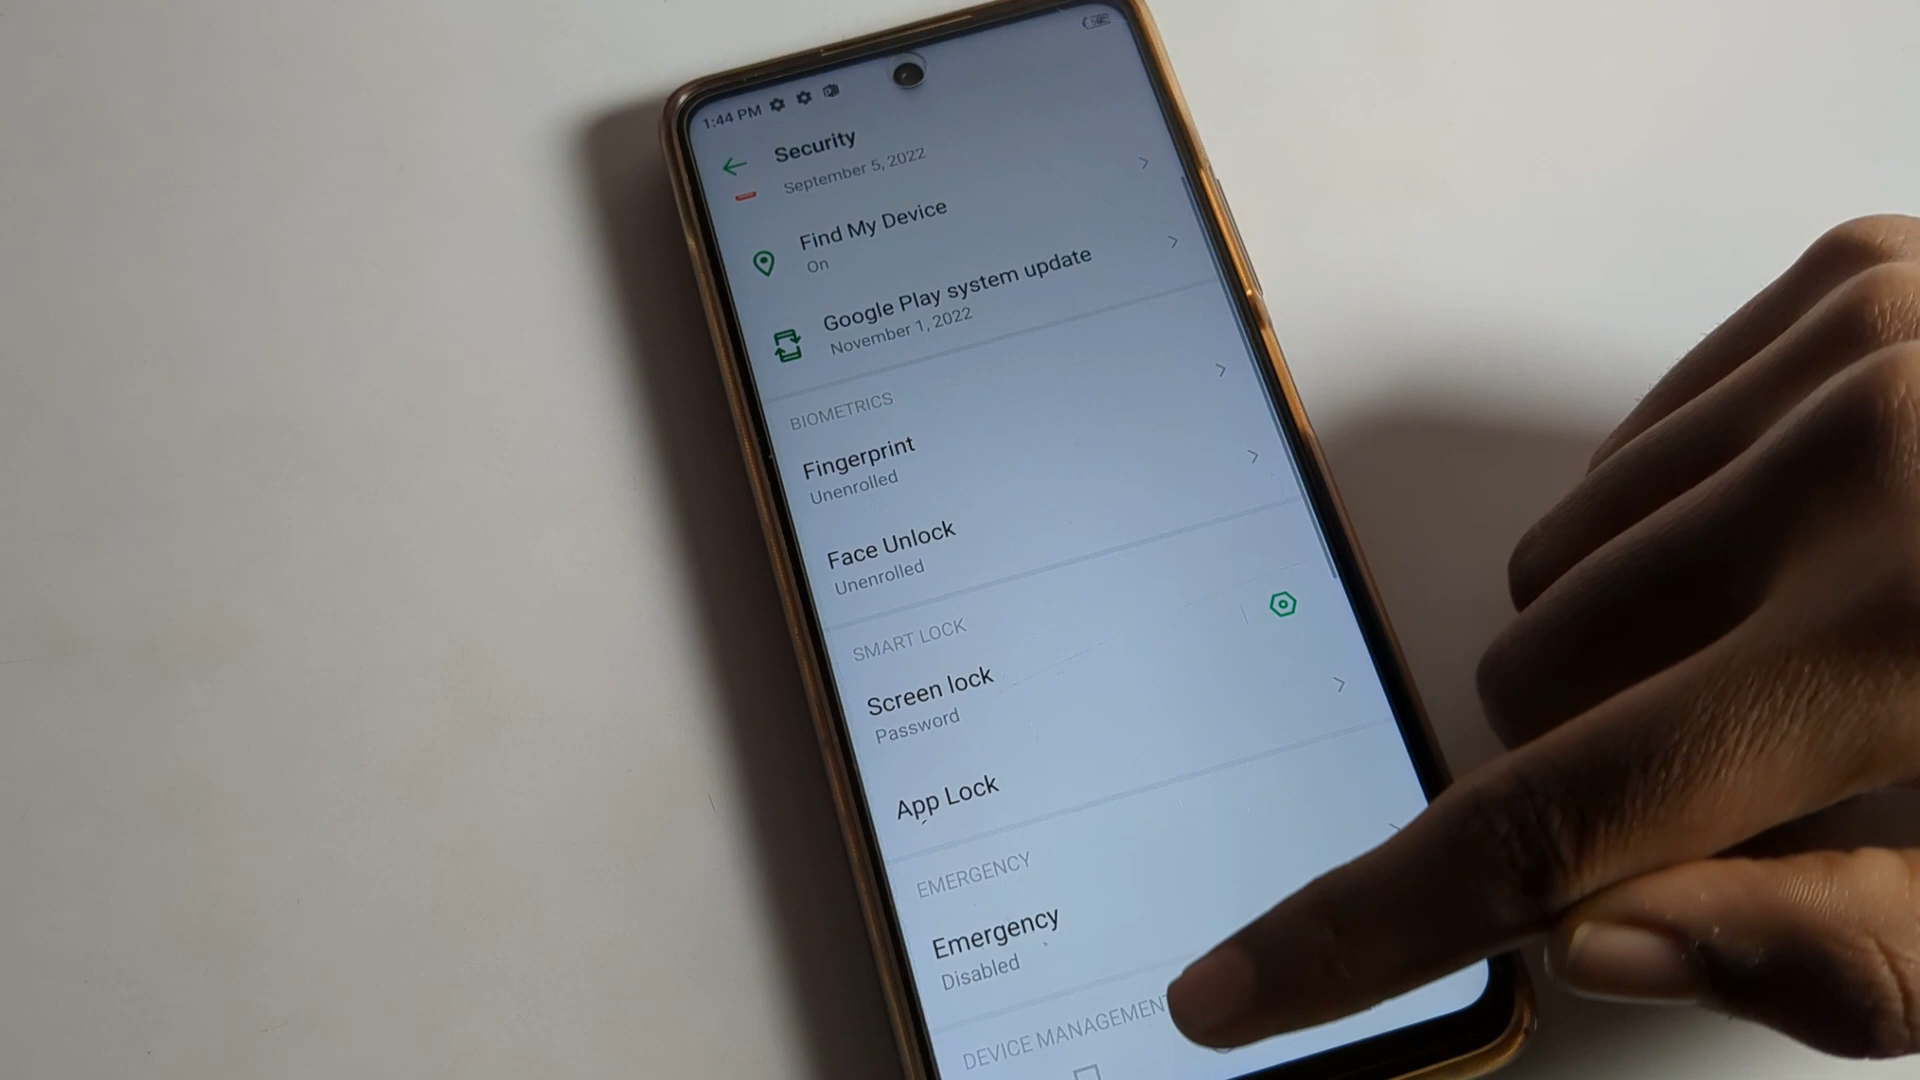 1:44 PM
Security
September 5, 2022
Find My Device
On
Google Play system update
November 1, 2022
BIOMETRICS
Fingerprint
Unenrolled
Face Unlock
Unenrolled
SMART LOCK
Screen lock
Password
App Lock
EMERGENCY
Emergency
Disabled
DEVICE MANAGEMENT